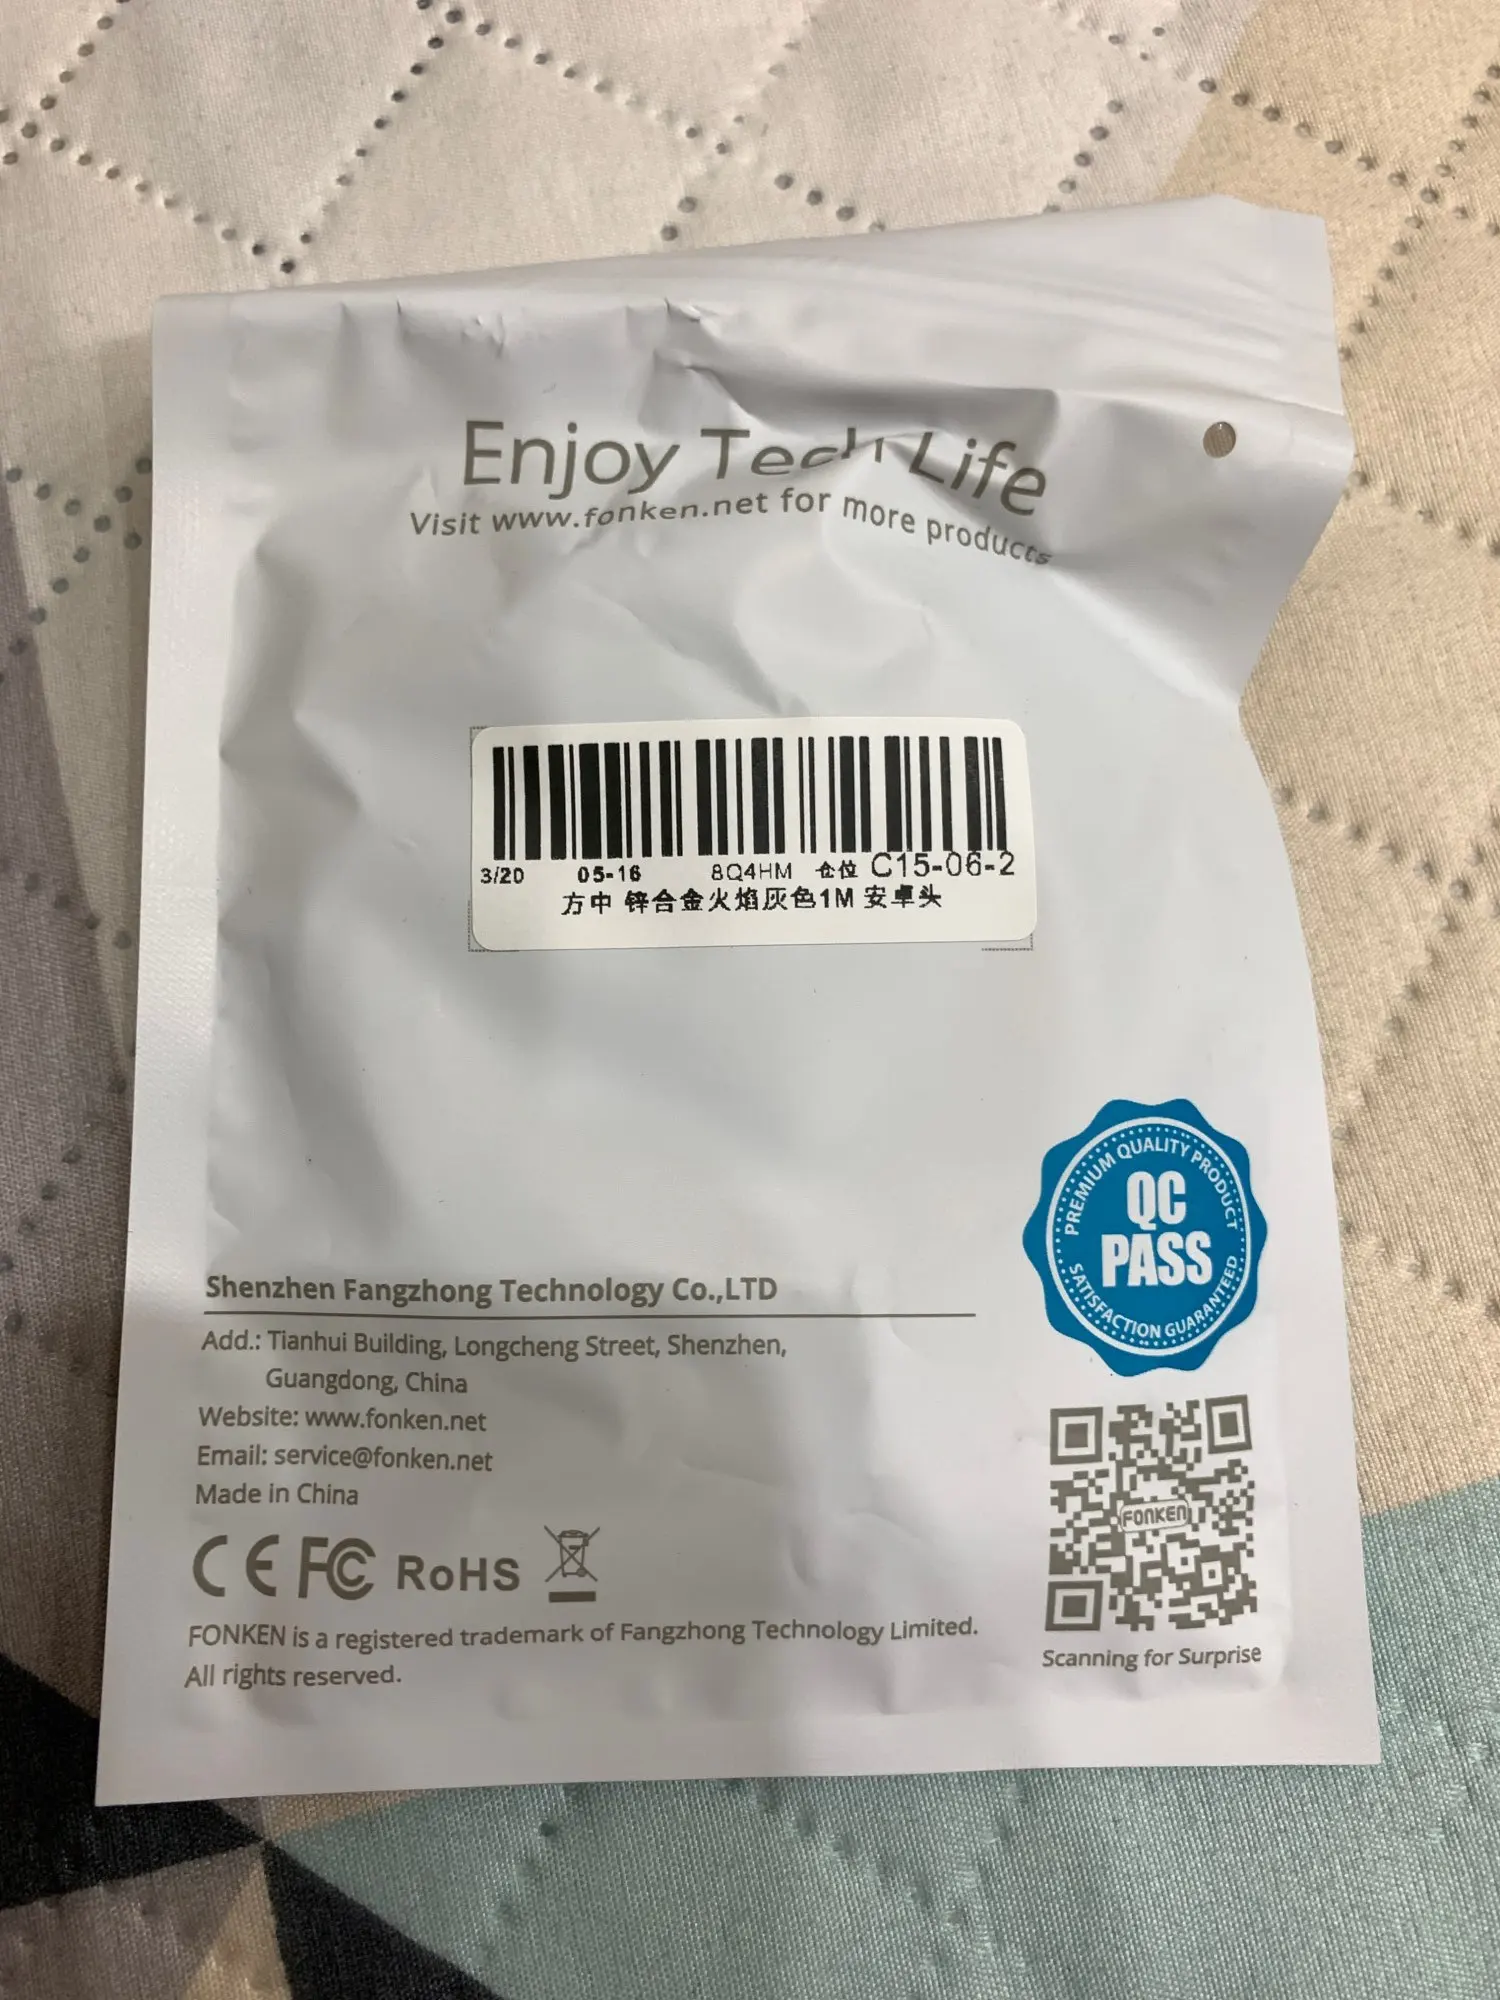 Enjoy Tech Life
Visit www.fonken.net for more products
3/20 05-16 8Q4HM 仓位 C15-06-2
方中 锌合金火焰灰色1M 安卓头
PREMIUM QUALITY PRODUCT
QC
PASS
SATISFACTION GUARANTEED
Shenzhen Fangzhong Technology Co.,LTD
Add.: Tianhui Building, Longcheng Street, Shenzhen,
Guangdong, China
Website: www.fonken.net
Email: service@fonken.net
Made in China
CE FC RoHS
FONKEN is a registered trademark of Fangzhong Technology Limited.
All rights reserved.
FONKEN
Scanning for Surprise